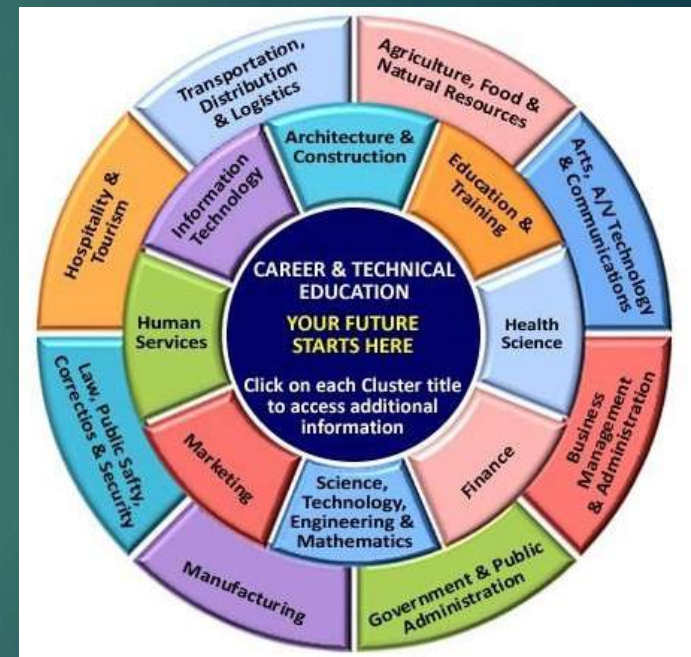 Transportation,
Distribution
& Logistics
Agriculture, Food &
Natural Resources
Arts, A/V Technology
& Communications
Business
Management
& Administration
Government & Public
Administration
Manufacturing
Law, Public Safty,
Correctios & Security
Hospitality &
Tourism
Architecture &
Construction
Education &
Training
Health
Science
Finance
Science,
Technology,
Engineering &
Mathematics
Marketing
Human
Services
Information
Technology
CAREER & TECHNICAL
EDUCATION
YOUR FUTURE
STARTS HERE
Click on each Cluster title
to access additional
information